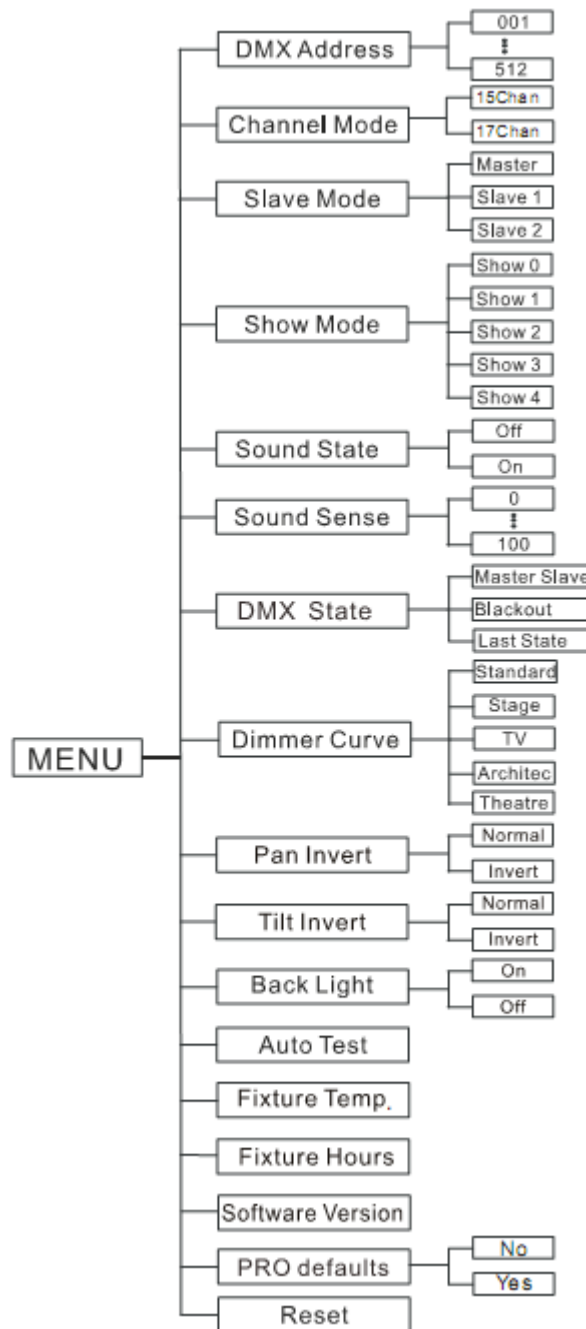 MENU
DMX Address
001
512
Channel Mode
15Chan
17Chan
Slave Mode
Master
Slave 1
Slave 2
Show Mode
Show 0
Show 1
Show 2
Show 3
Show 4
Sound State
Off
On
Sound Sense
0
100
DMX State
Master Slave
Blackout
Last State
Dimmer Curve
Standard
Stage
TV
Architec
Theatre
Pan Invert
Normal
Invert
Tilt Invert
Normal
Invert
Back Light
On
Off
Auto Test
Fixture Temp.
Fixture Hours
Software Version
PRO defaults
No
Yes
Reset